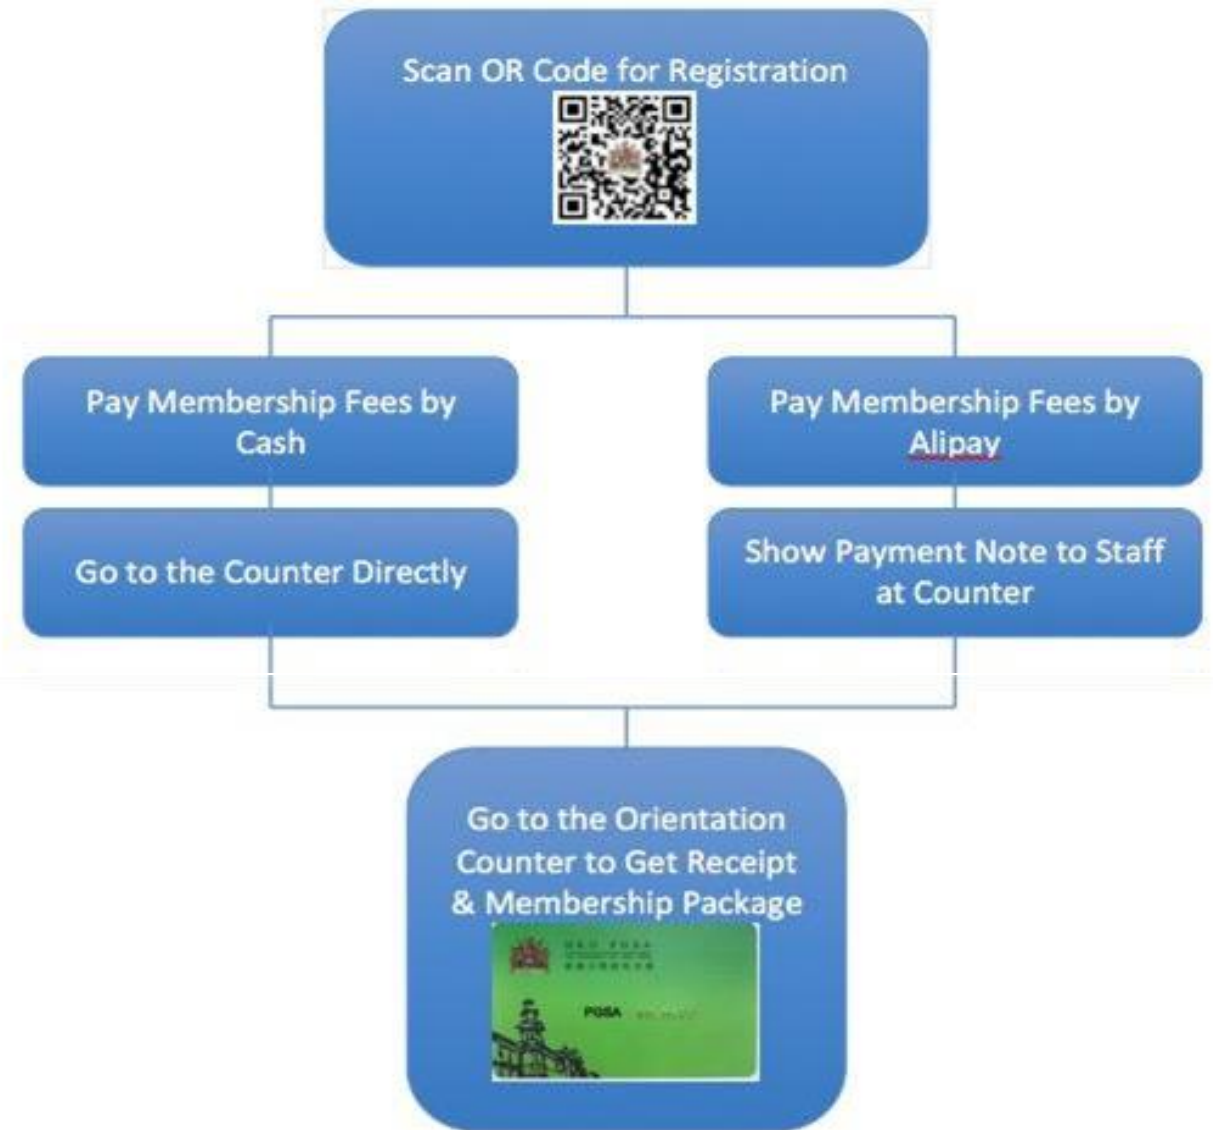 Scan OR Code for Registration
Pay Membership Fees by
Cash
Pay Membership Fees by
Alipay
Go to the Counter Directly
Show Payment Note to Staff
at Counter
Go to the Orientation
Counter to Get Receipt
& Membership Package
HKU PGSA
PGSA